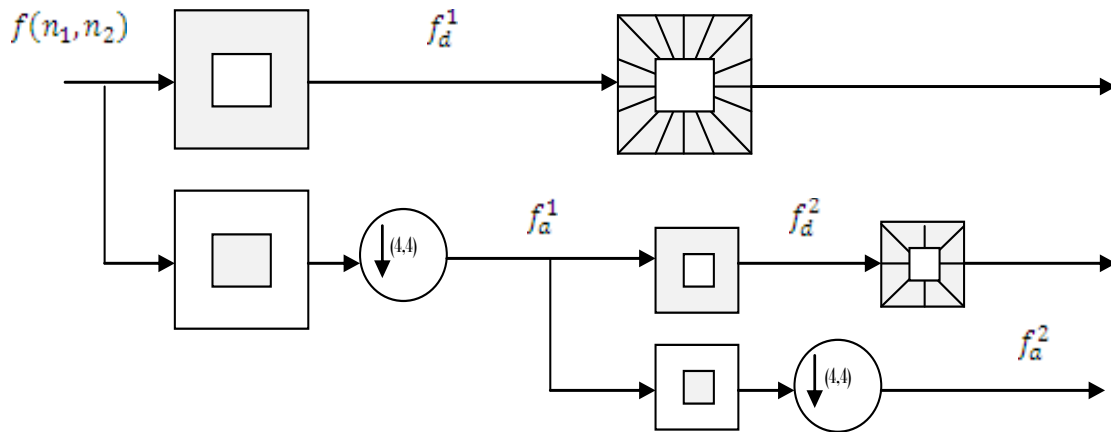 f(n₁,n₂)
f_d^1
(4,4)
f_a^1
f_d^2
(4,4)
f_a^2